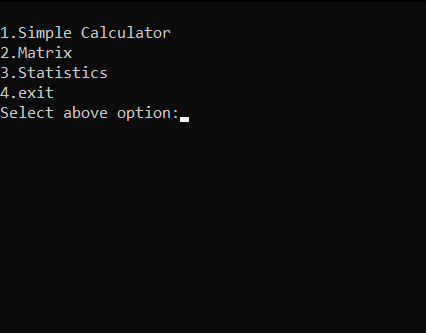 1.Simple Calculator
2.Matrix
3.Statistics
4.exit
Select above option: